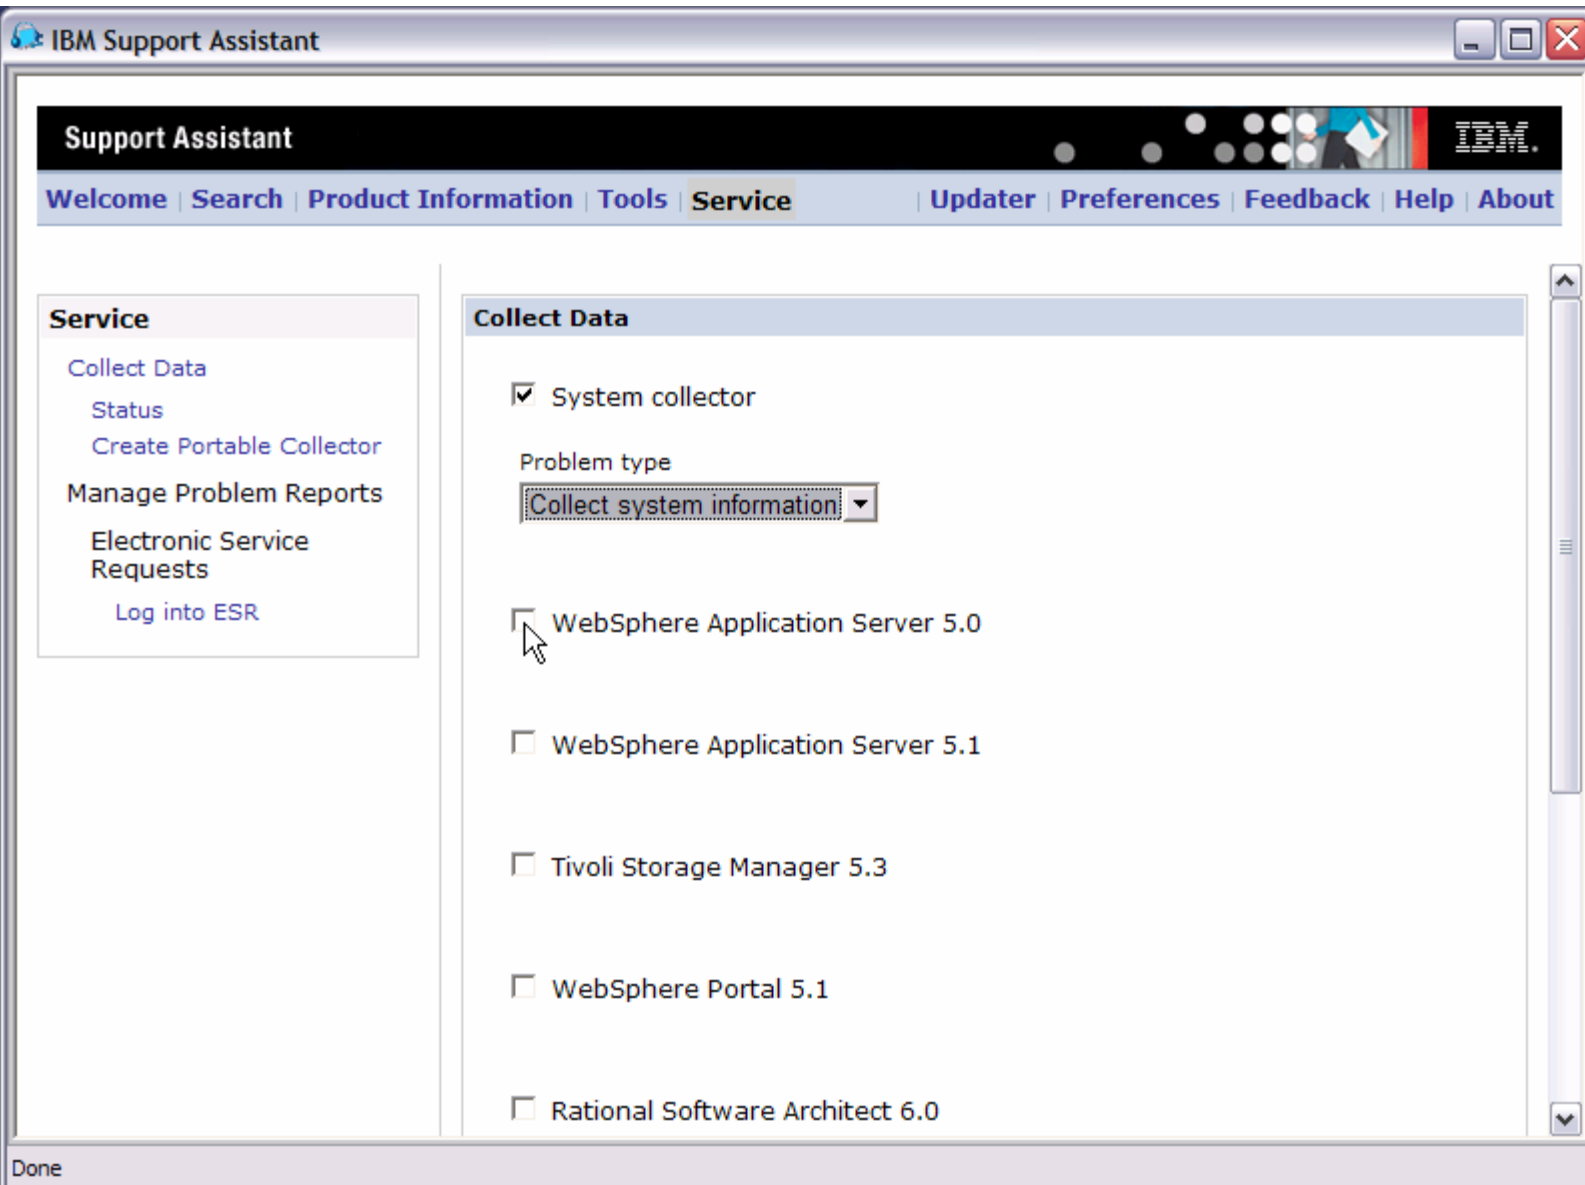 IBM Support Assistant
Support Assistant
IBM.
Welcome | Search | Product Information | Tools | Service | Updater | Preferences | Feedback | Help | About
Service
Collect Data
Status
Create Portable Collector
Manage Problem Reports
Electronic Service
Requests
Log into ESR
Collect Data
System collector
Problem type
Collect system information
WebSphere Application Server 5.0
WebSphere Application Server 5.1
Tivoli Storage Manager 5.3
WebSphere Portal 5.1
Rational Software Architect 6.0
Done